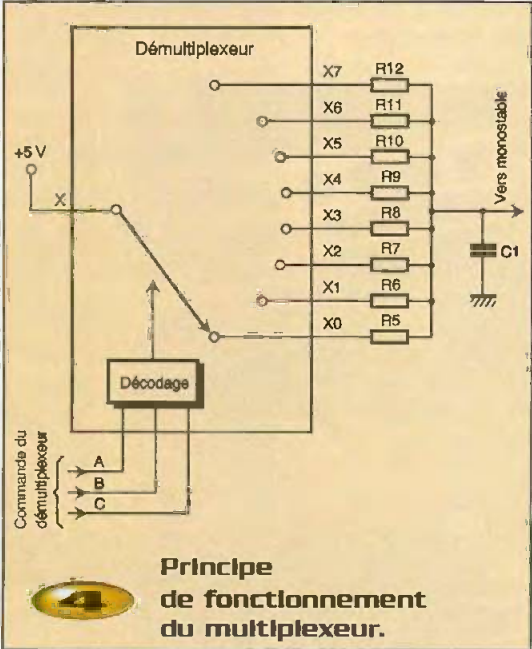 Démultiplexeur
X7 R12
X6 R11
X5 R10
X4 R9
X3 R8
X2 R7
X1 R6
X0 R5
+5 V
X
Vers monostable
C1
Décodage
Commande du
démultiplexeur
A
B
C
4
Principe
de fonctionnement
du multiplexeur.